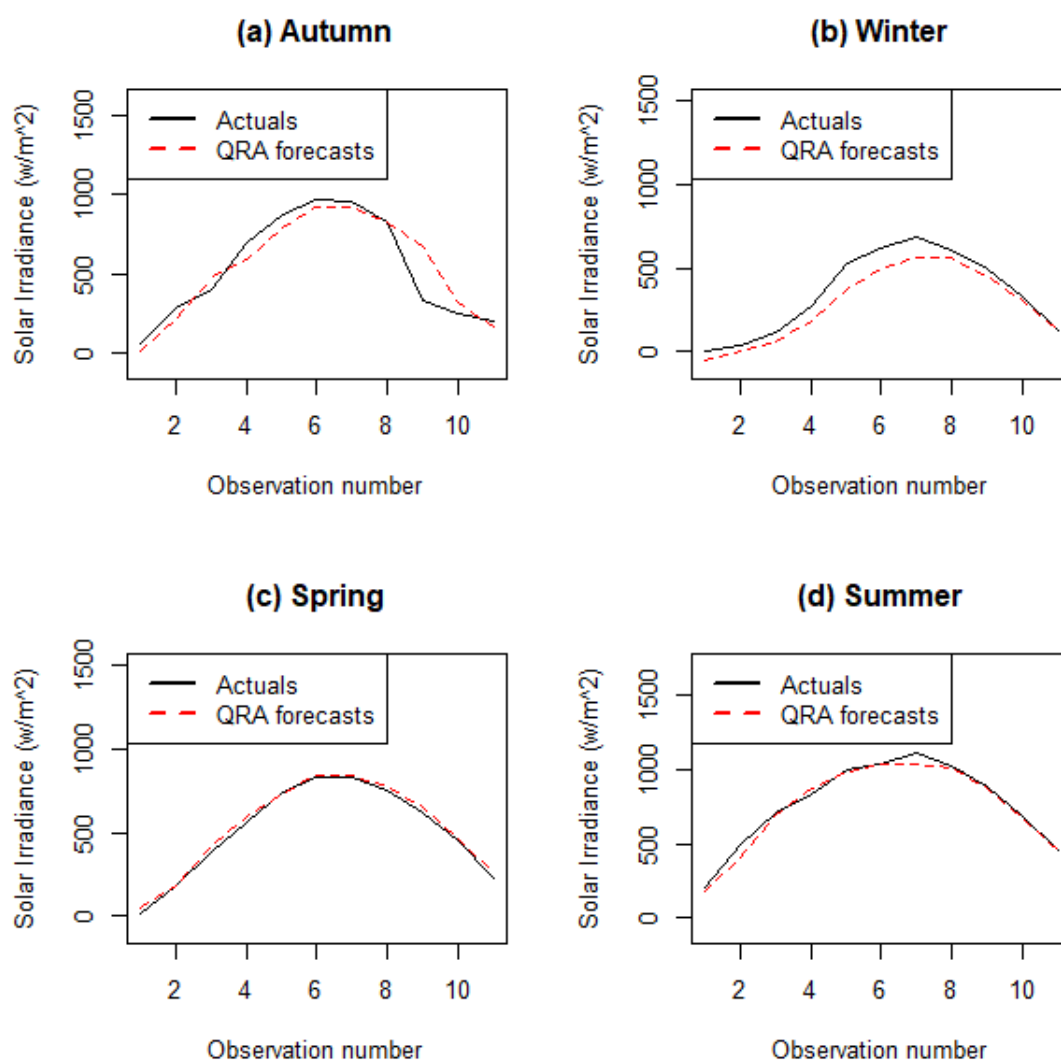 (a) Autumn
Solar Irradiance (w/m^2)
0 500 1000 1500
Actuals
QRA forecasts
2 4 6 8 10
Observation number
(b) Winter
Solar Irradiance (w/m^2)
0 500 1000 1500
Actuals
QRA forecasts
2 4 6 8 10
Observation number
(c) Spring
Solar Irradiance (w/m^2)
0 500 1000 1500
Actuals
QRA forecasts
2 4 6 8 10
Observation number
(d) Summer
Solar Irradiance (w/m^2)
0 500 1000 1500
Actuals
QRA forecasts
2 4 6 8 10
Observation number